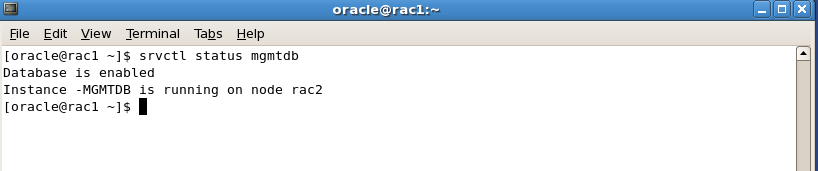 oracle@rac1:~
File Edit View Terminal Tabs Help
[oracle@rac1 ~]$ srvctl status mgmtdb
Database is enabled
Instance -MGMTDB is running on node rac2
[oracle@rac1 ~]$